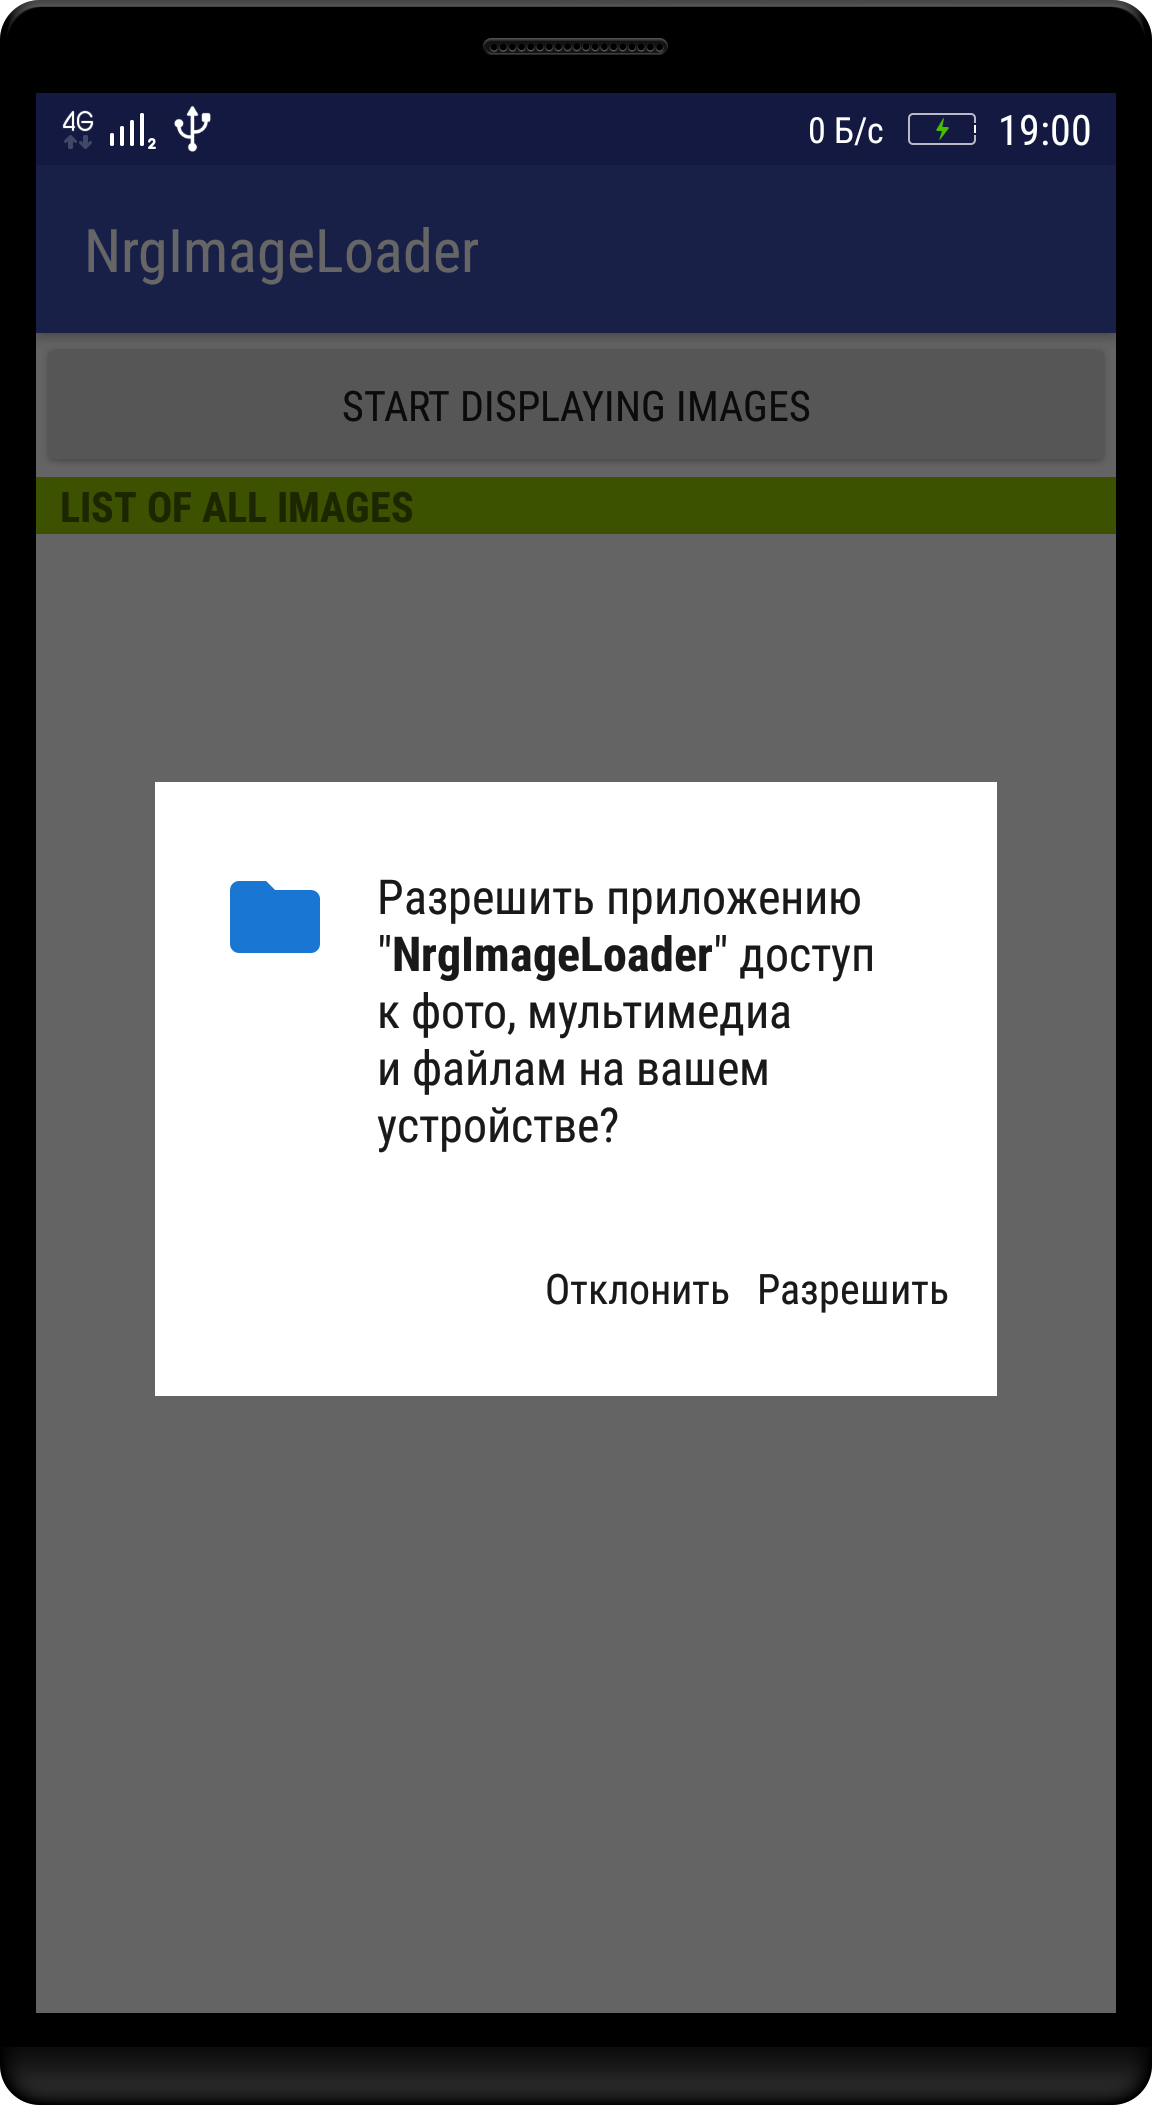 4G 2 0 Б/с 19:00
NrgImageLoader
START DISPLAYING IMAGES
LIST OF ALL IMAGES
Разрешить приложению
"NrgImageLoader" доступ
к фото, мультимедиа
и файлам на вашем
устройстве?
Отклонить Разрешить